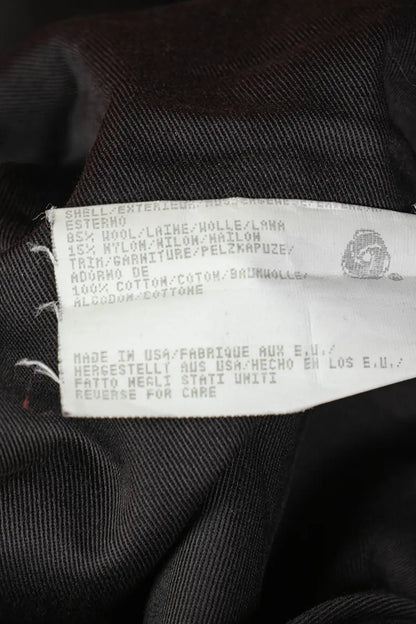 SHELL/EXTERIEUR/
ESTERNO
85% WOOL/LAINE/WOLLE/LANA
15% NYLON/NILON/NAILON
TRIM/GARNITURE/PELZKAPUZE/
ADORNO DE
100% COTTON/COTON/BAUMWOLLE/
ALGODON/COTTONE
MADE IN USA/FABRIQUE AUX E.U./
HERGESTELLT AUS USA/HECHO EN LOS E.U./
FATTO NEGLI STATI UNITI
REVERSE FOR CARE